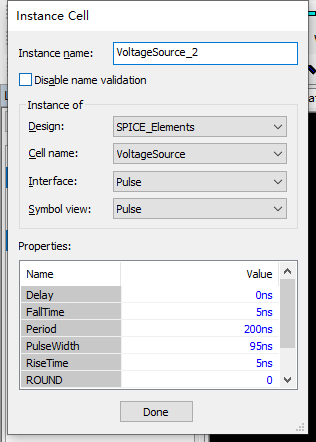 Instance Cell
Instance name: VoltageSource_2
Disable name validation
Instance of
Design: SPICE_Elements
Cell name: VoltageSource
Interface: Pulse
Symbol view: Pulse
Properties:
Name Value
Delay 0ns
FallTime 5ns
Period 200ns
PulseWidth 95ns
RiseTime 5ns
ROUND 0
Done